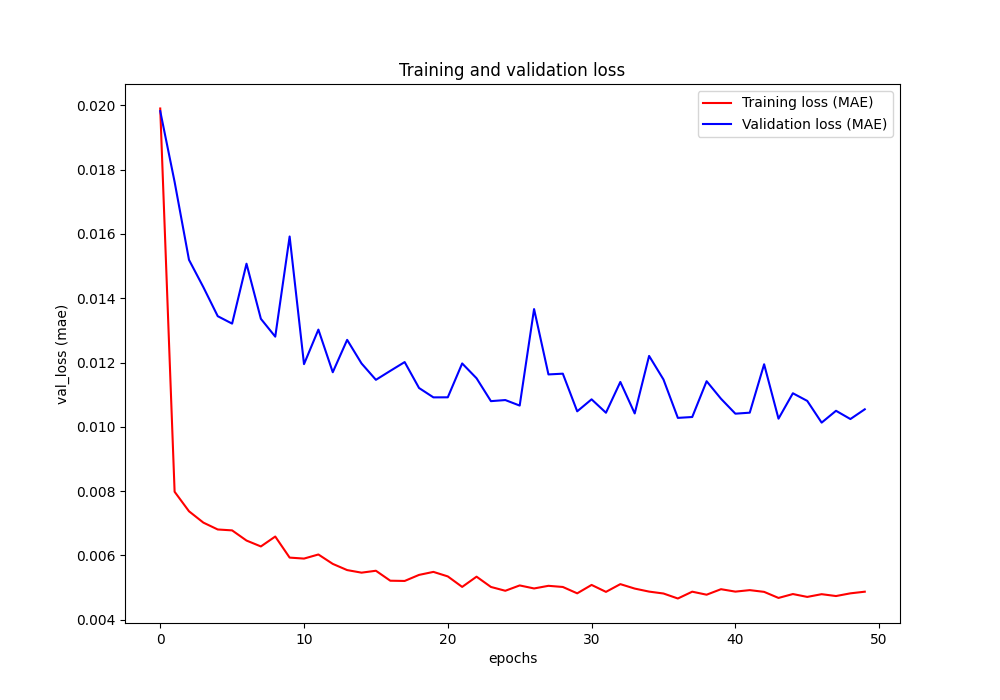 Training and validation loss
Training loss (MAE)
Validation loss (MAE)
val_loss (mae)
0.020
0.018
0.016
0.014
0.012
0.010
0.008
0.006
0.004
0 10 20 30 40 50
epochs